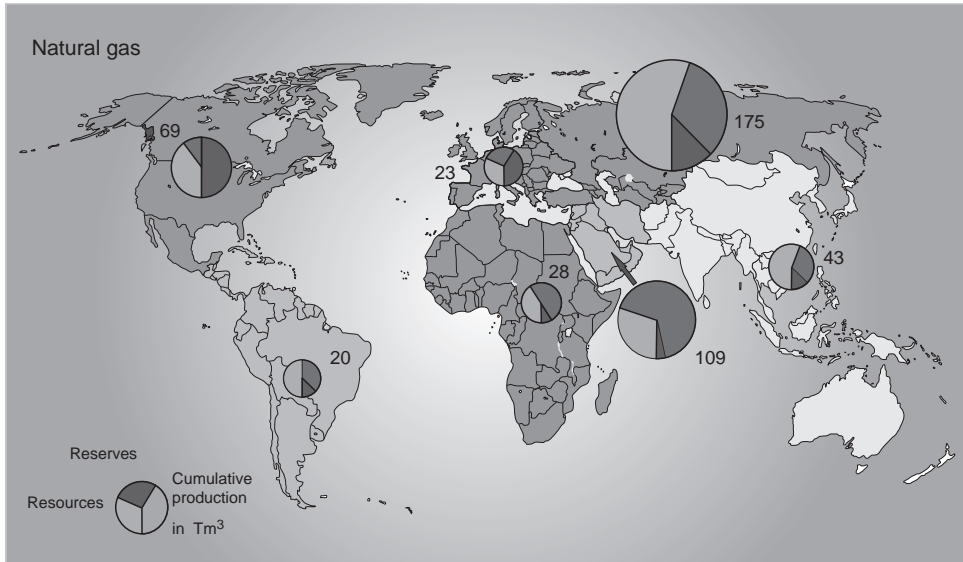 Natural gas
69
175
23
43
28
109
20
Reserves
Cumulative
production
Resources
in Tm³